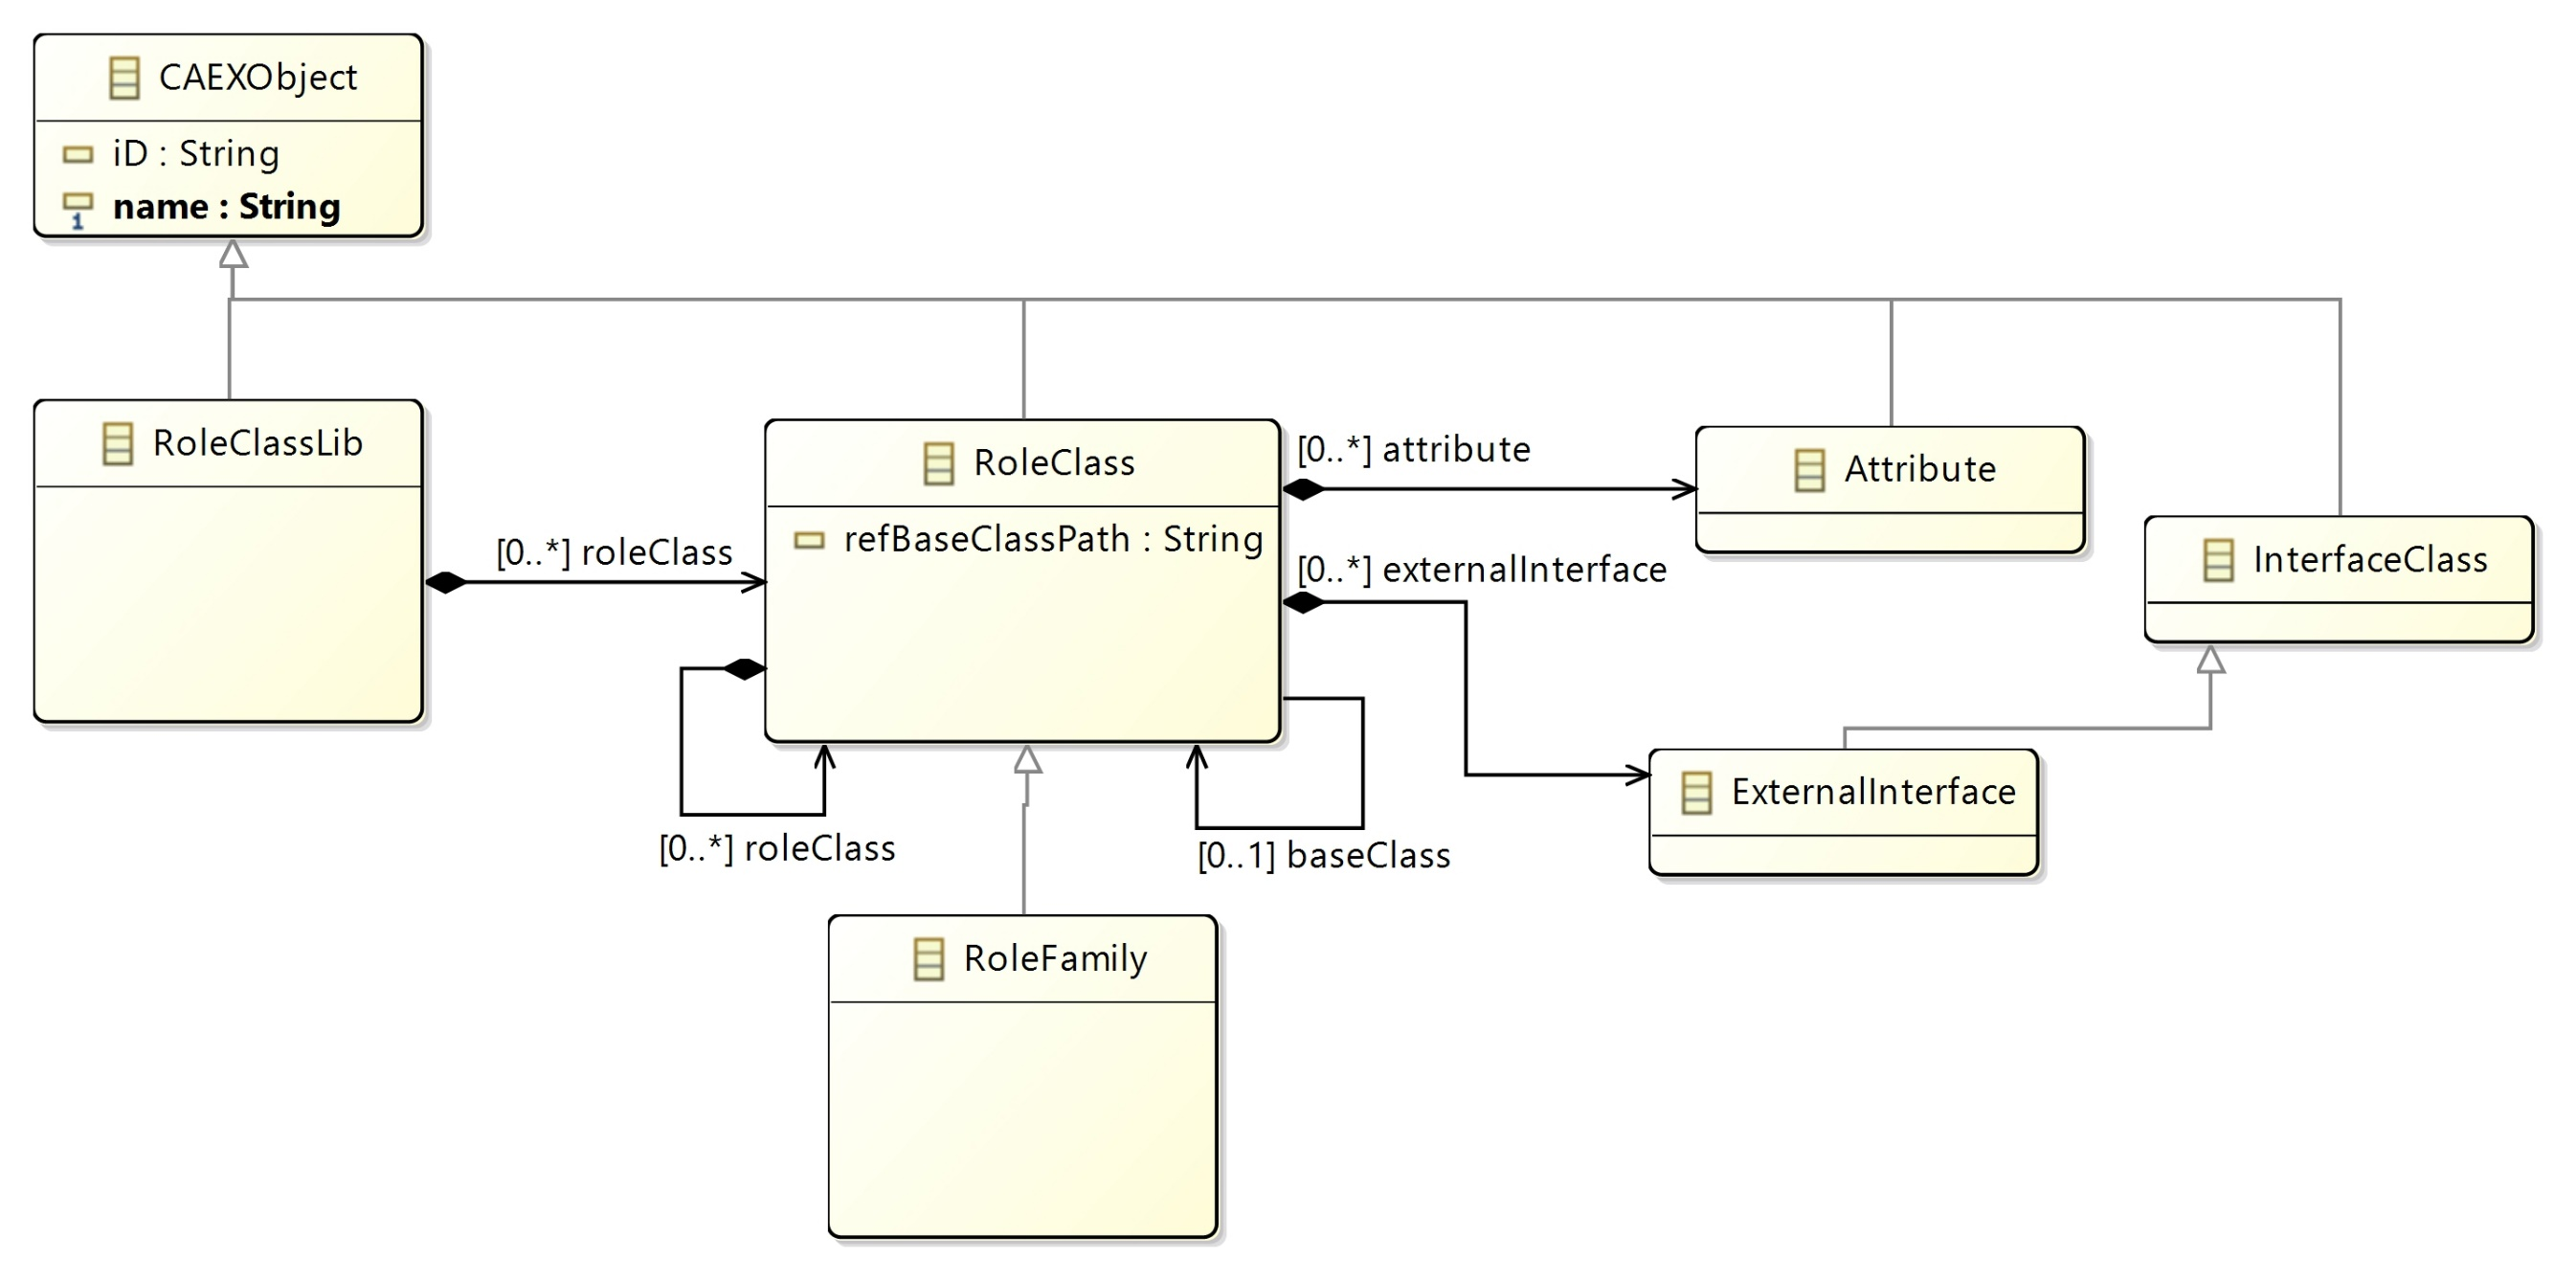 CAEXObject
iD : String
1 name : String
RoleClassLib
[0..*] roleClass
RoleClass
refBaseClassPath : String
[0..*] attribute
Attribute
[0..*] externalInterface
InterfaceClass
[0..*] roleClass
[0..1] baseClass
ExternalInterface
RoleFamily